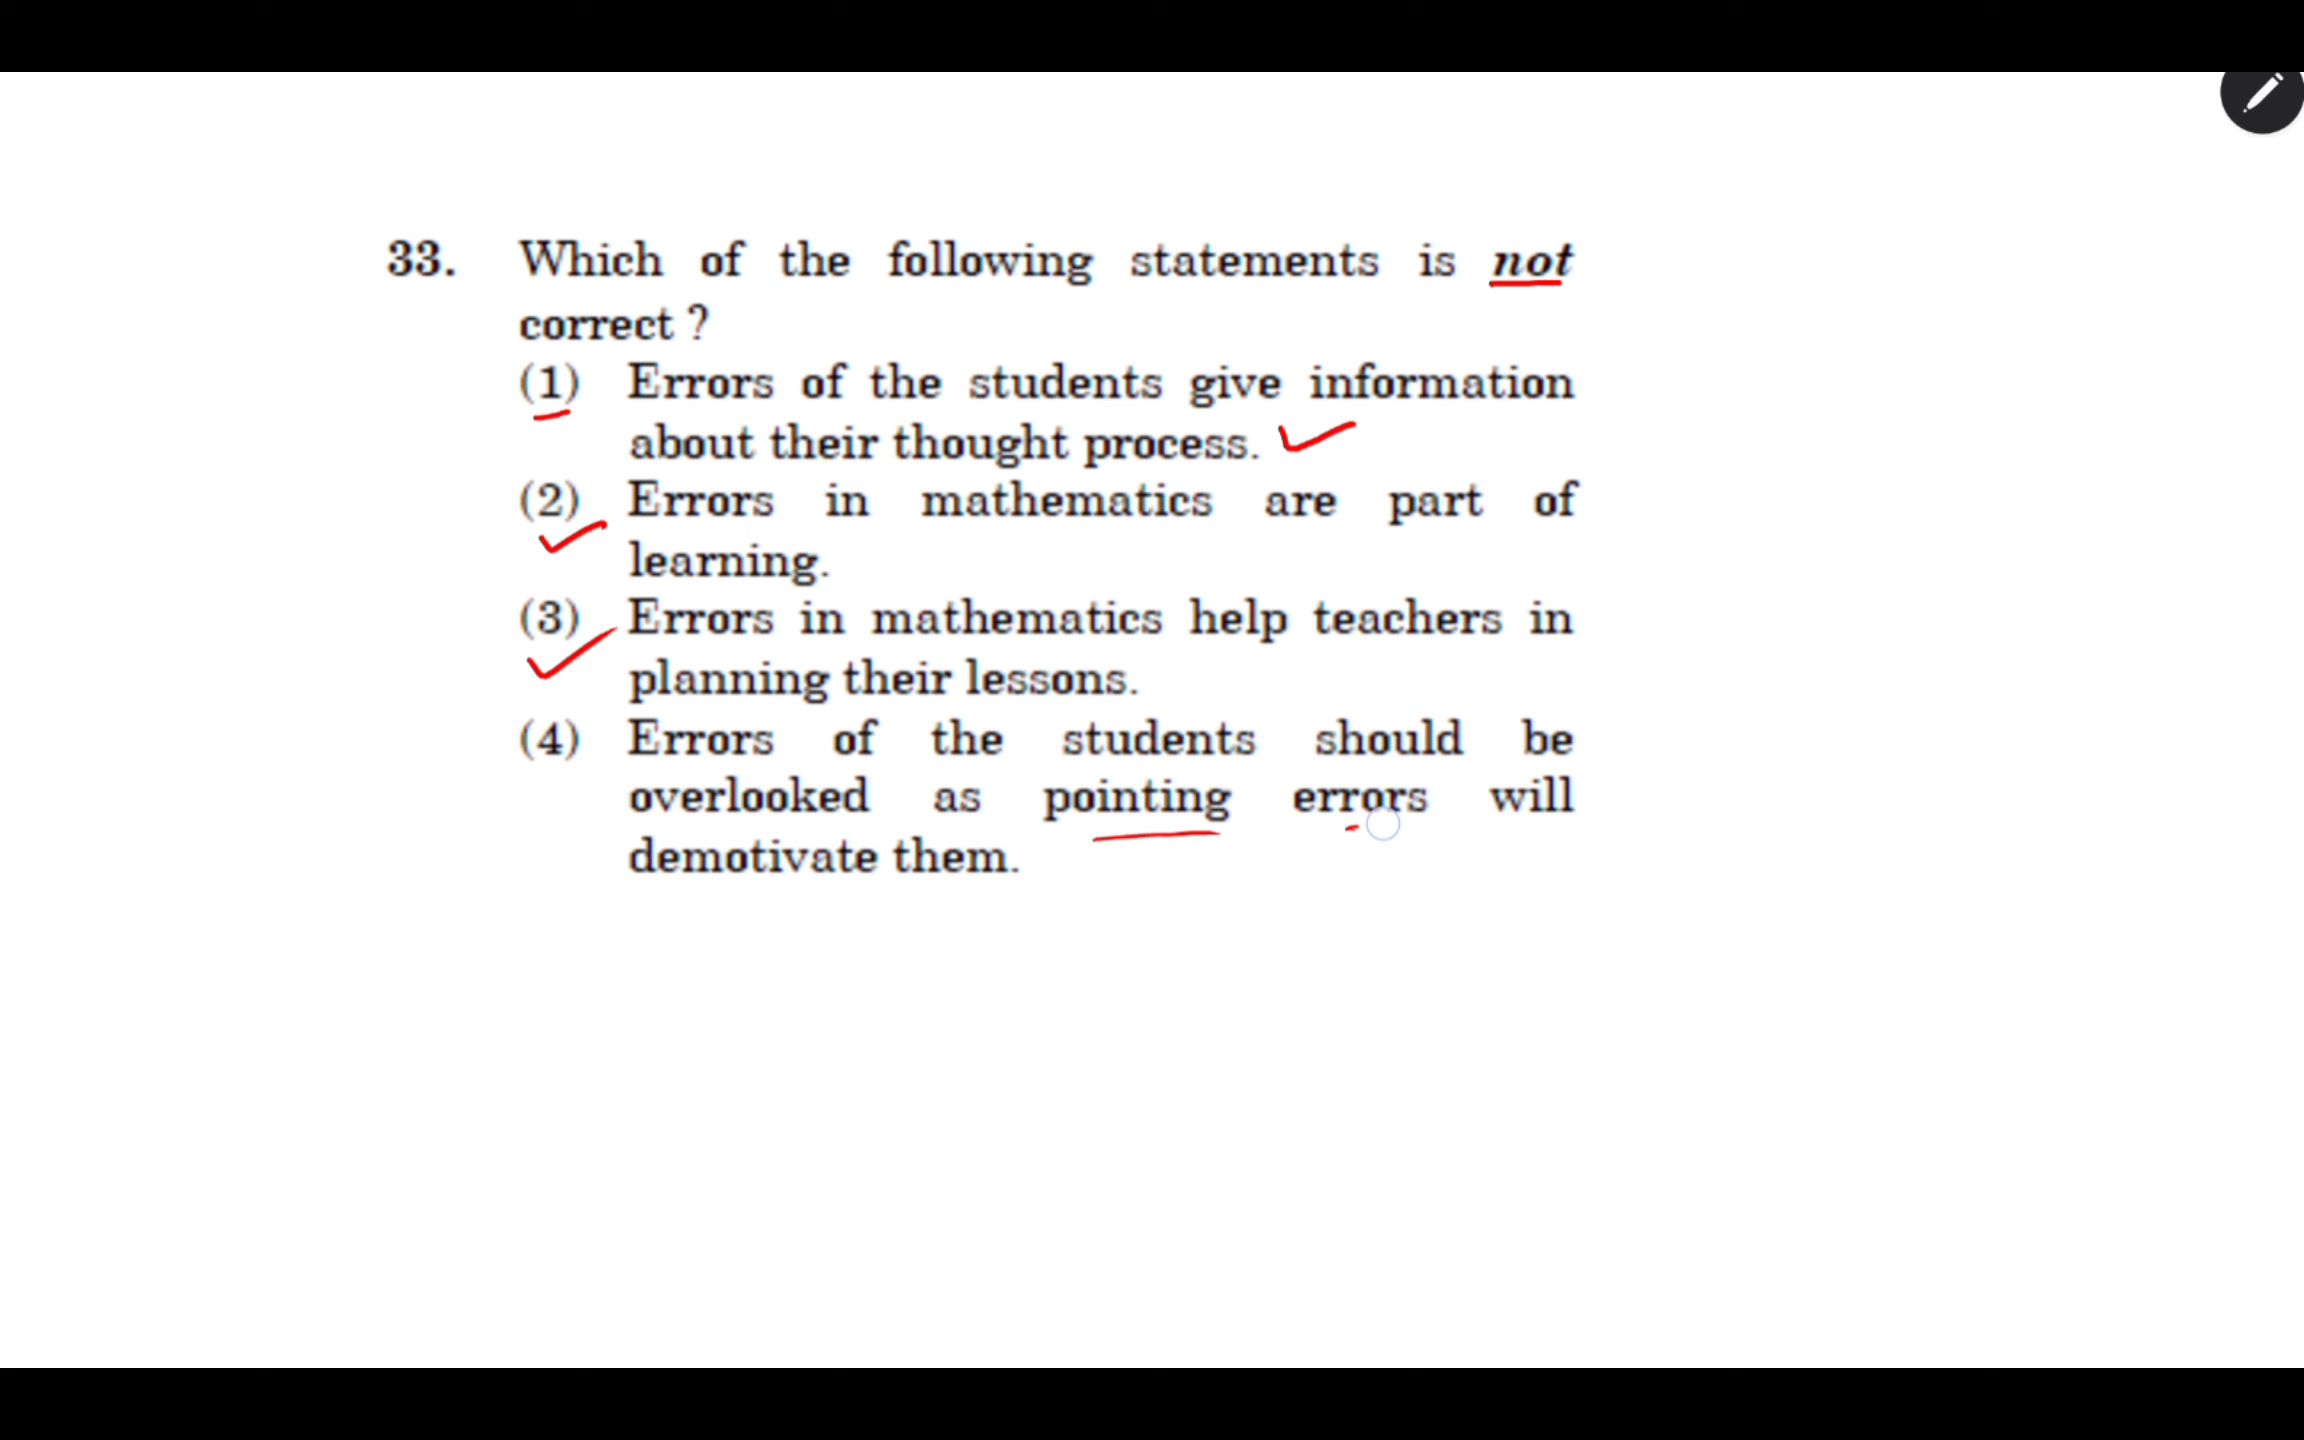 33. Which of the following statements is not
correct ?
(1) Errors of the students give information
about their thought process.
(2) Errors in mathematics are part of
learning.
(3) Errors in mathematics help teachers in
planning their lessons.
(4) Errors of the students should be
overlooked as pointing errors will
demotivate them.